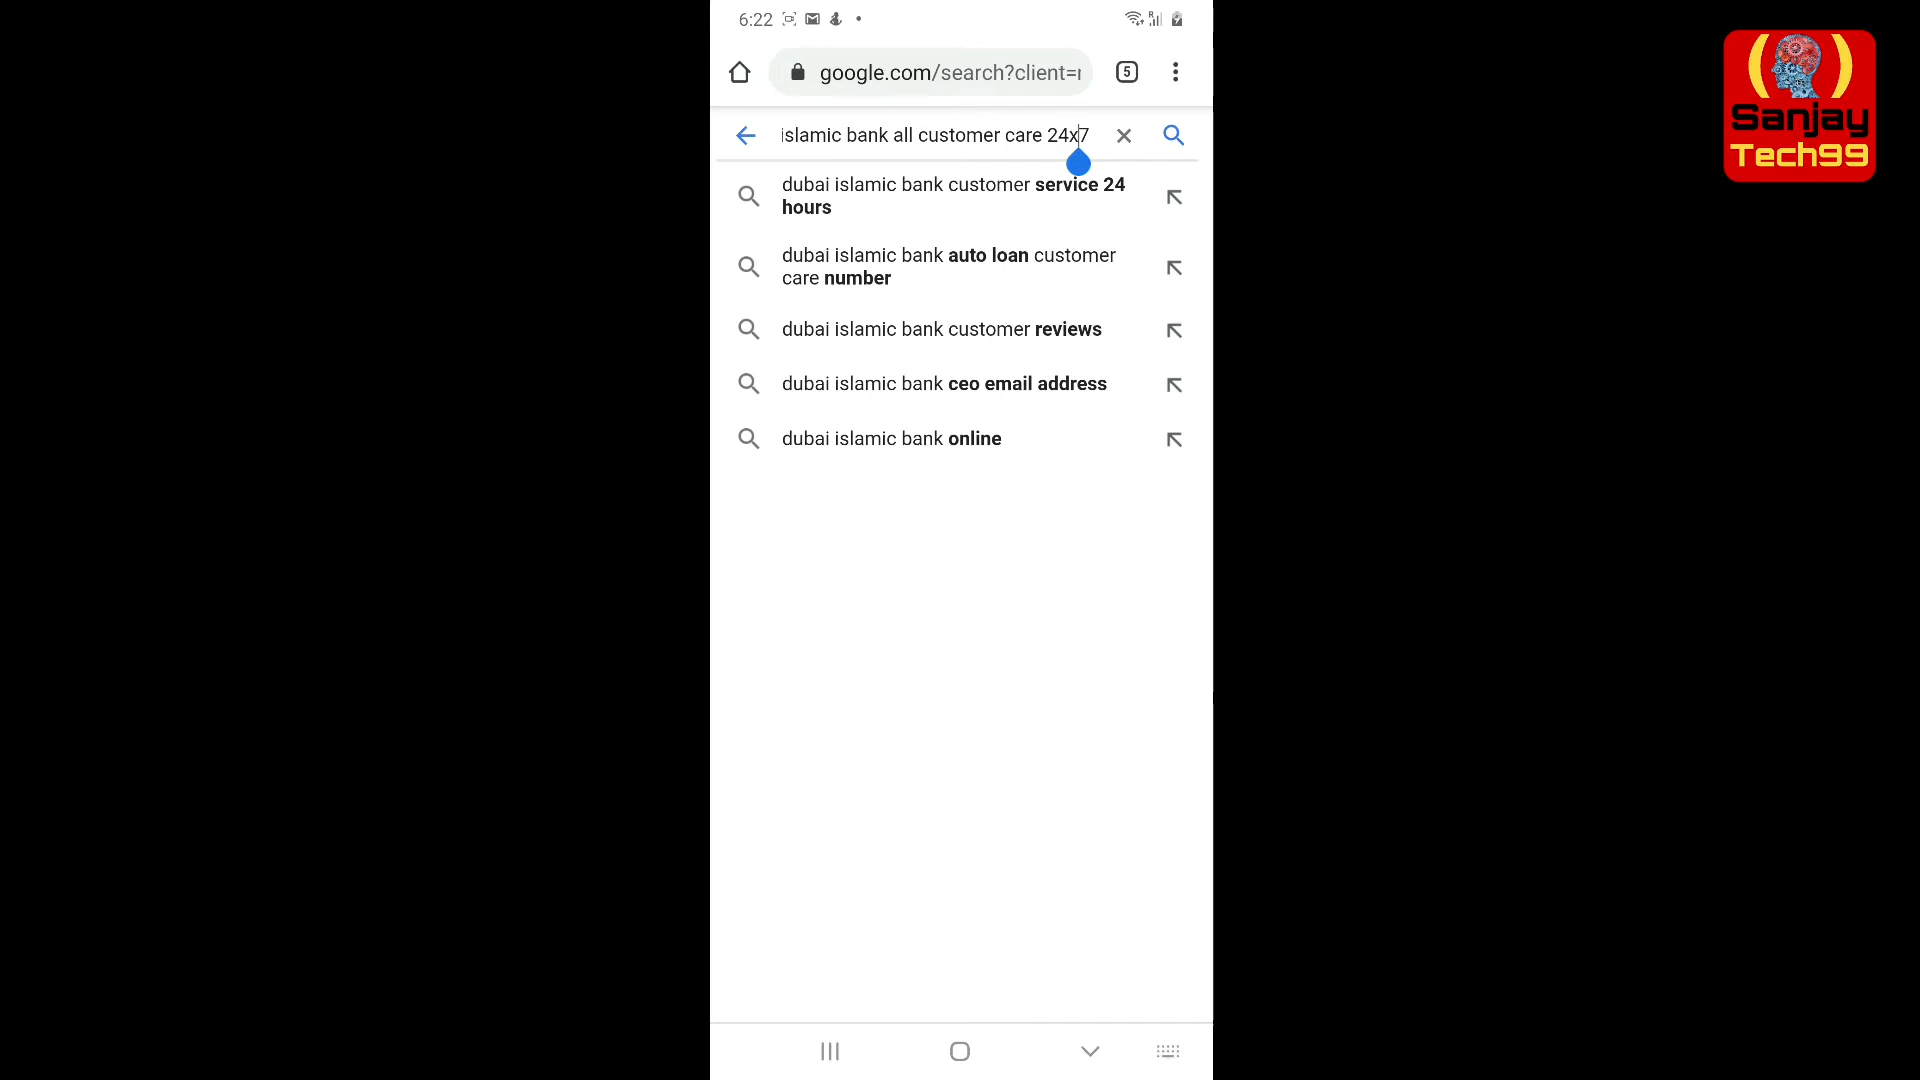 6:22
google.com/search?client=r
5
islamic bank all customer care 24x7
dubai islamic bank customer service 24
hours
dubai islamic bank auto loan customer
care number
dubai islamic bank customer reviews
dubai islamic bank ceo email address
dubai islamic bank online
Sanjay
Tech99